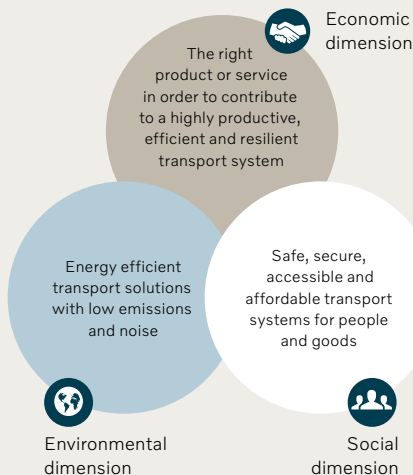 Economic
dimension
The right
product or service
in order to contribute
to a highly productive,
efficient and resilient
transport system
Energy efficient
transport solutions
with low emissions
and noise
Safe, secure,
accessible and
affordable transport
systems for people
and goods
Environmental
dimension
Social
dimension